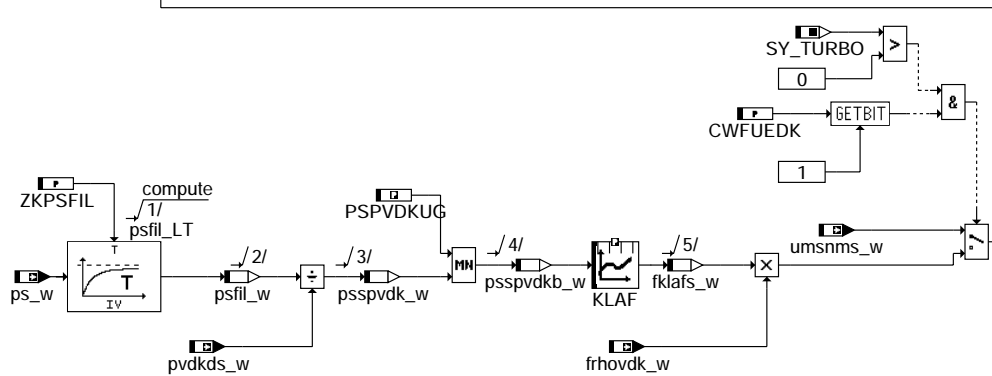 SY_TURBO
>
0
&
P
GETBIT
CWFUEDK
1
P
ZKPSFIL
compute
1/
psfil_LT
T
P
PSPVDKUG
2/
3/
4/
5/
umsnms_w
MN
T
IV
ps_w
psfil_w
÷
psspvdk_w
psspvdkb_w
KLAF
fklafs_w
×
pvdkds_w
frhovdk_w